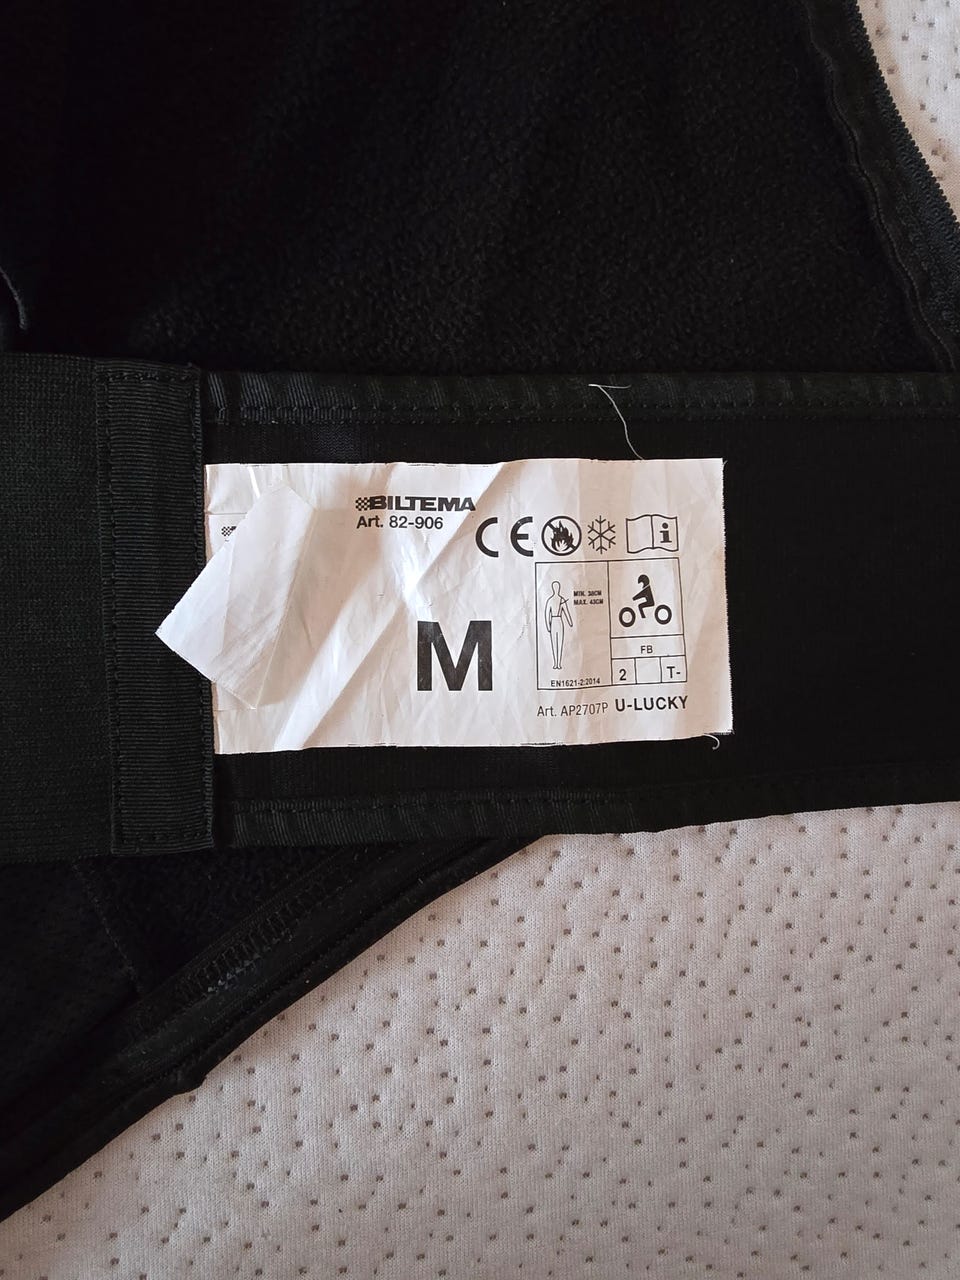 BILTEMA
Art. 82-906
CE
i
MIN. 38CM
MAX. 43CM
M
FB
2 T-
EN1621-2:2014
Art. AP2707P U-LUCKY